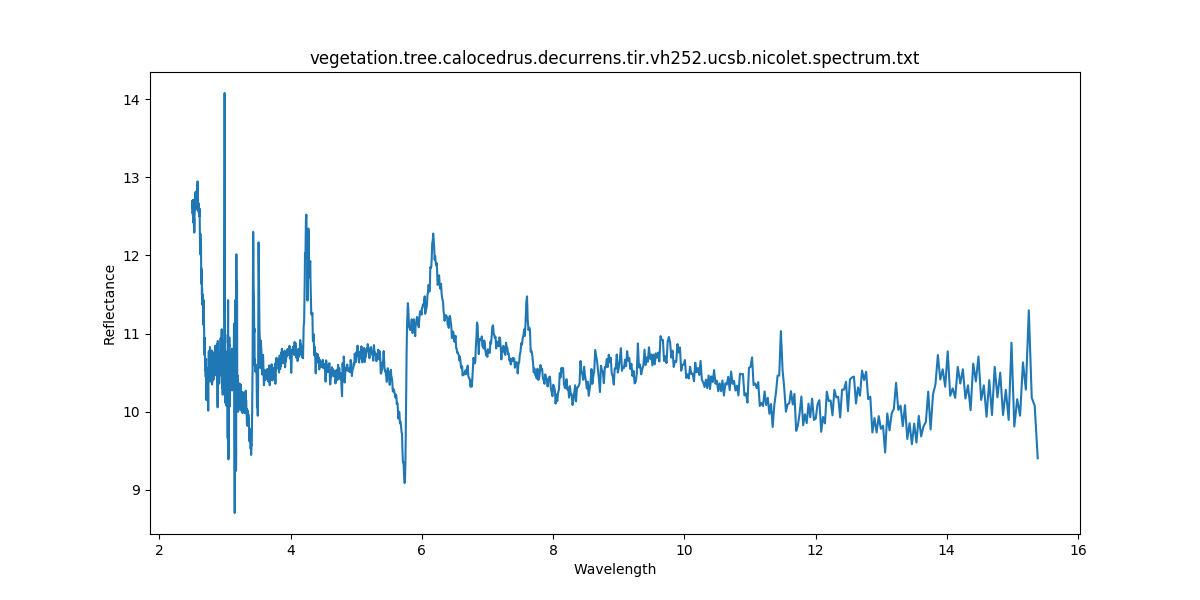 vegetation.tree.calocedrus.decurrens.tir.vh252.ucsb.nicolet.spectrum.txt
14
13
12
11
10
9
Reflectance
2 4 6 8 10 12 14 16
Wavelength